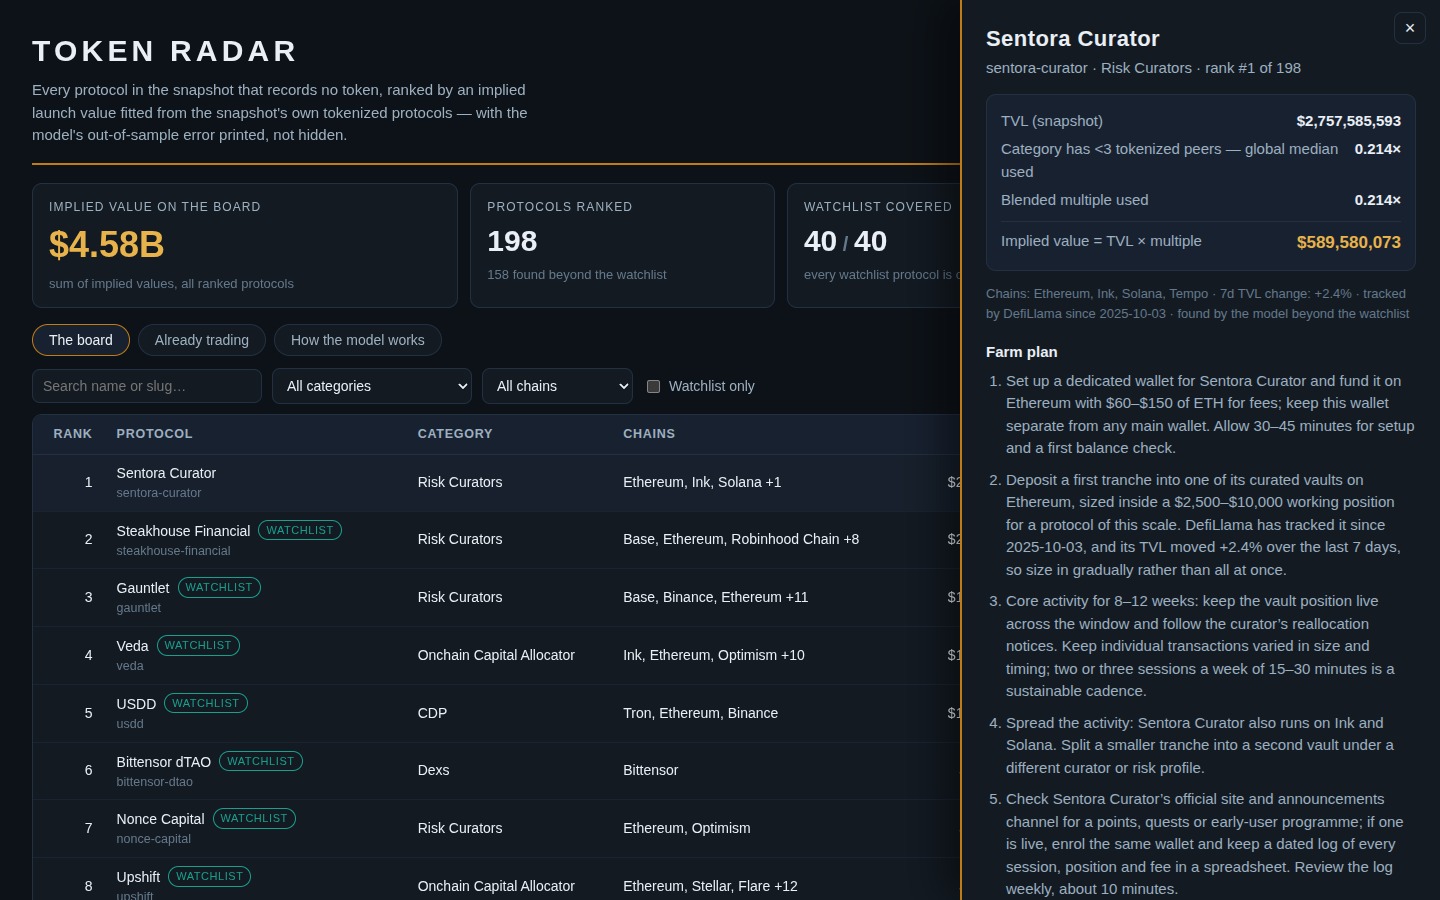 TOKEN RADAR
Every protocol in the snapshot that records no token, ranked by an implied
launch value fitted from the snapshot's own tokenized protocols — with the
model's out-of-sample error printed, not hidden.
IMPLIED VALUE ON THE BOARD
$4.58B
sum of implied values, all ranked protocols
PROTOCOLS RANKED
198
158 found beyond the watchlist
WATCHLIST COVERED
40 / 40
every watchlist protocol is
The board
Already trading
How the model works
Search name or slug…
All categories
All chains
Watchlist only
RANK PROTOCOL CATEGORY CHAINS
1 Sentora Curator Risk Curators Ethereum, Ink, Solana +1 $2
sentora-curator
2 Steakhouse Financial WATCHLIST Risk Curators Base, Ethereum, Robinhood Chain +8 $2
steakhouse-financial
3 Gauntlet WATCHLIST Risk Curators Base, Binance, Ethereum +11 $1
gauntlet
4 Veda WATCHLIST Onchain Capital Allocator Ink, Ethereum, Optimism +10 $1
veda
5 USDD WATCHLIST CDP Tron, Ethereum, Binance $1
usdd
6 Bittensor dTAO WATCHLIST Dexs Bittensor
bittensor-dtao
7 Nonce Capital WATCHLIST Risk Curators Ethereum, Optimism
nonce-capital
8 Upshift WATCHLIST Onchain Capital Allocator Ethereum, Stellar, Flare +12
upshift
×
Sentora Curator
sentora-curator · Risk Curators · rank #1 of 198
TVL (snapshot) $2,757,585,593
Category has <3 tokenized peers — global median 0.214×
used
Blended multiple used 0.214×
Implied value = TVL × multiple $589,580,073
Chains: Ethereum, Ink, Solana, Tempo · 7d TVL change: +2.4% · tracked
by DefiLlama since 2025-10-03 · found by the model beyond the watchlist
Farm plan
1. Set up a dedicated wallet for Sentora Curator and fund it on
Ethereum with $60–$150 of ETH for fees; keep this wallet
separate from any main wallet. Allow 30–45 minutes for setup
and a first balance check.
2. Deposit a first tranche into one of its curated vaults on
Ethereum, sized inside a $2,500–$10,000 working position
for a protocol of this scale. DefiLlama has tracked it since
2025-10-03, and its TVL moved +2.4% over the last 7 days,
so size in gradually rather than all at once.
3. Core activity for 8–12 weeks: keep the vault position live
across the window and follow the curator’s reallocation
notices. Keep individual transactions varied in size and
timing; two or three sessions a week of 15–30 minutes is a
sustainable cadence.
4. Spread the activity: Sentora Curator also runs on Ink and
Solana. Split a smaller tranche into a second vault under a
different curator or risk profile.
5. Check Sentora Curator’s official site and announcements
channel for a points, quests or early-user programme; if one
is live, enrol the same wallet and keep a dated log of every
session, position and fee in a spreadsheet. Review the log
weekly, about 10 minutes.